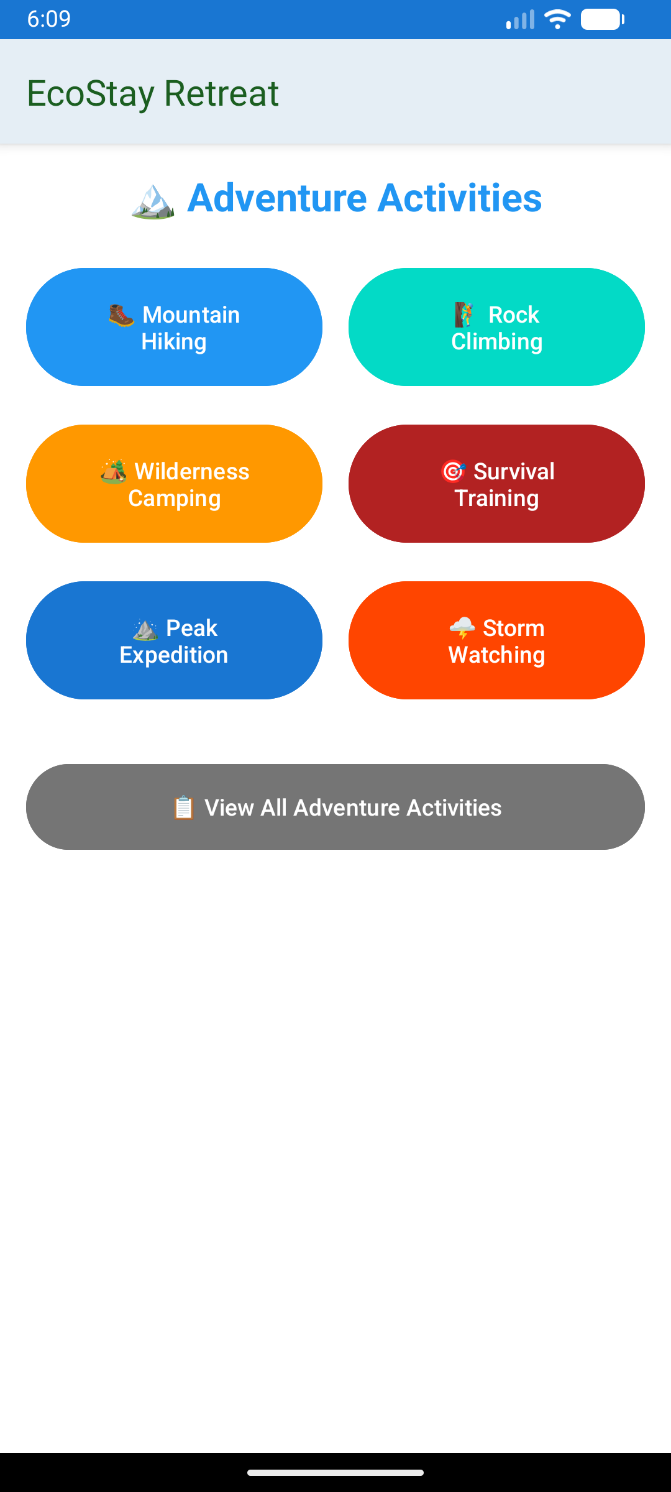 6:09
EcoStay Retreat
🏔️ Adventure Activities
🥾 Mountain
Hiking
🧗 Rock
Climbing
🏕️ Wilderness
Camping
🎯 Survival
Training
⛰️ Peak
Expedition
🌩️ Storm
Watching
📋 View All Adventure Activities